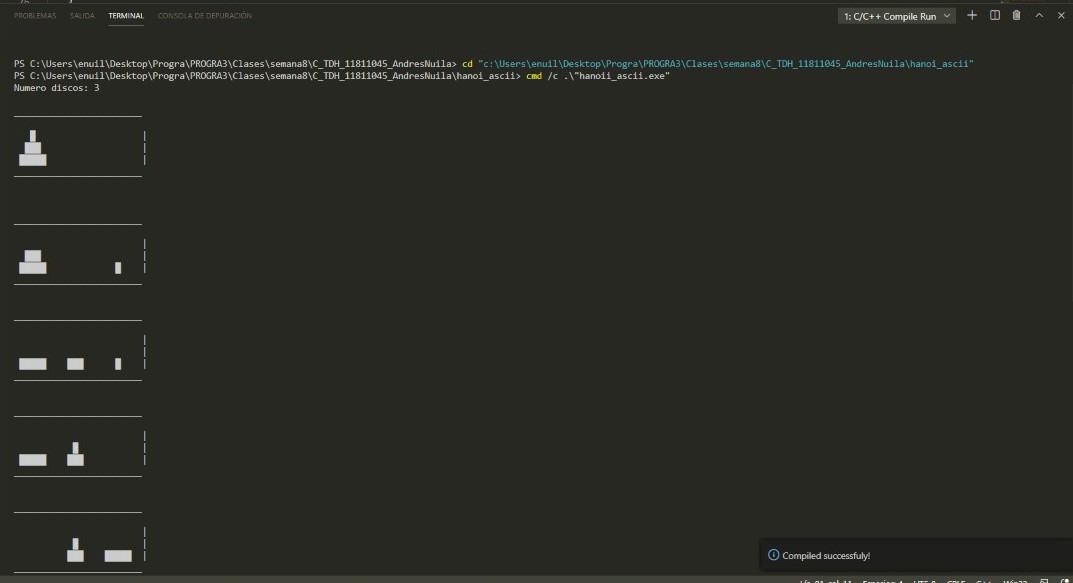 PROBLEMAS SALIDA TERMINAL CONSOLA DE DEPURACIÓN 1: C/C++ Compile Run
PS C:\Users\enuil\Desktop\Progra\PROGRA3\Clases\semana8\C_TDH_11811045_AndresNuila> cd "c:\Users\enuil\Desktop\Progra\PROGRA3\Clases\semana8\C_TDH_11811045_AndresNuila\hanoi_ascii"
PS C:\Users\enuil\Desktop\Progra\PROGRA3\Clases\semana8\C_TDH_11811045_AndresNuila\hanoi_ascii> cmd /c .\"hanoii_ascii.exe"
Numero discos: 3
Compiled successfuly!